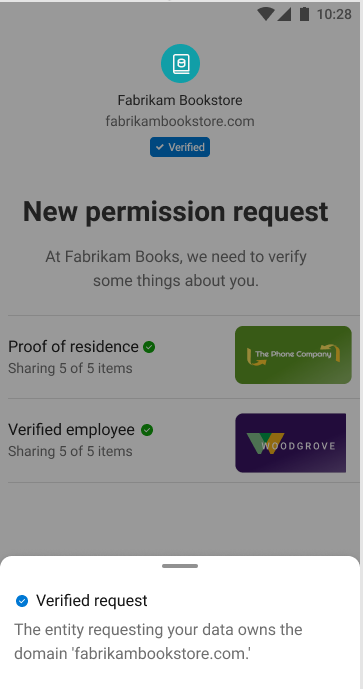 10:28
Fabrikam Bookstore
fabrikambookstore.com
Verified
New permission request
At Fabrikam Books, we need to verify
some things about you.
Proof of residence
Sharing 5 of 5 items
The Phone Company
Verified employee
Sharing 5 of 5 items
WOODGROVE
Verified request
The entity requesting your data owns the
domain 'fabrikambookstore.com.'